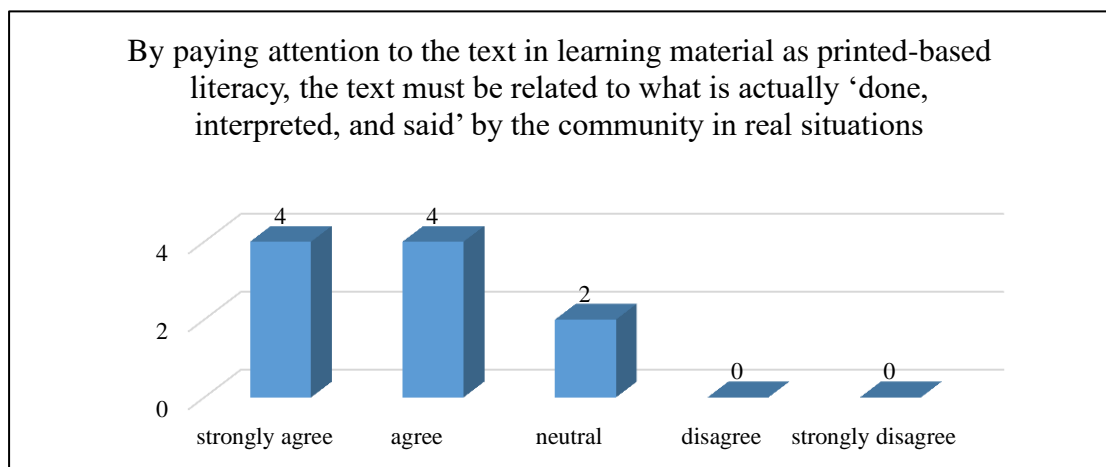 By paying attention to the text in learning material as printed-based
literacy, the text must be related to what is actually ‘done,
interpreted, and said’ by the community in real situations
4
4
2
0
0
4
2
0
strongly agree
agree
neutral
disagree
strongly disagree